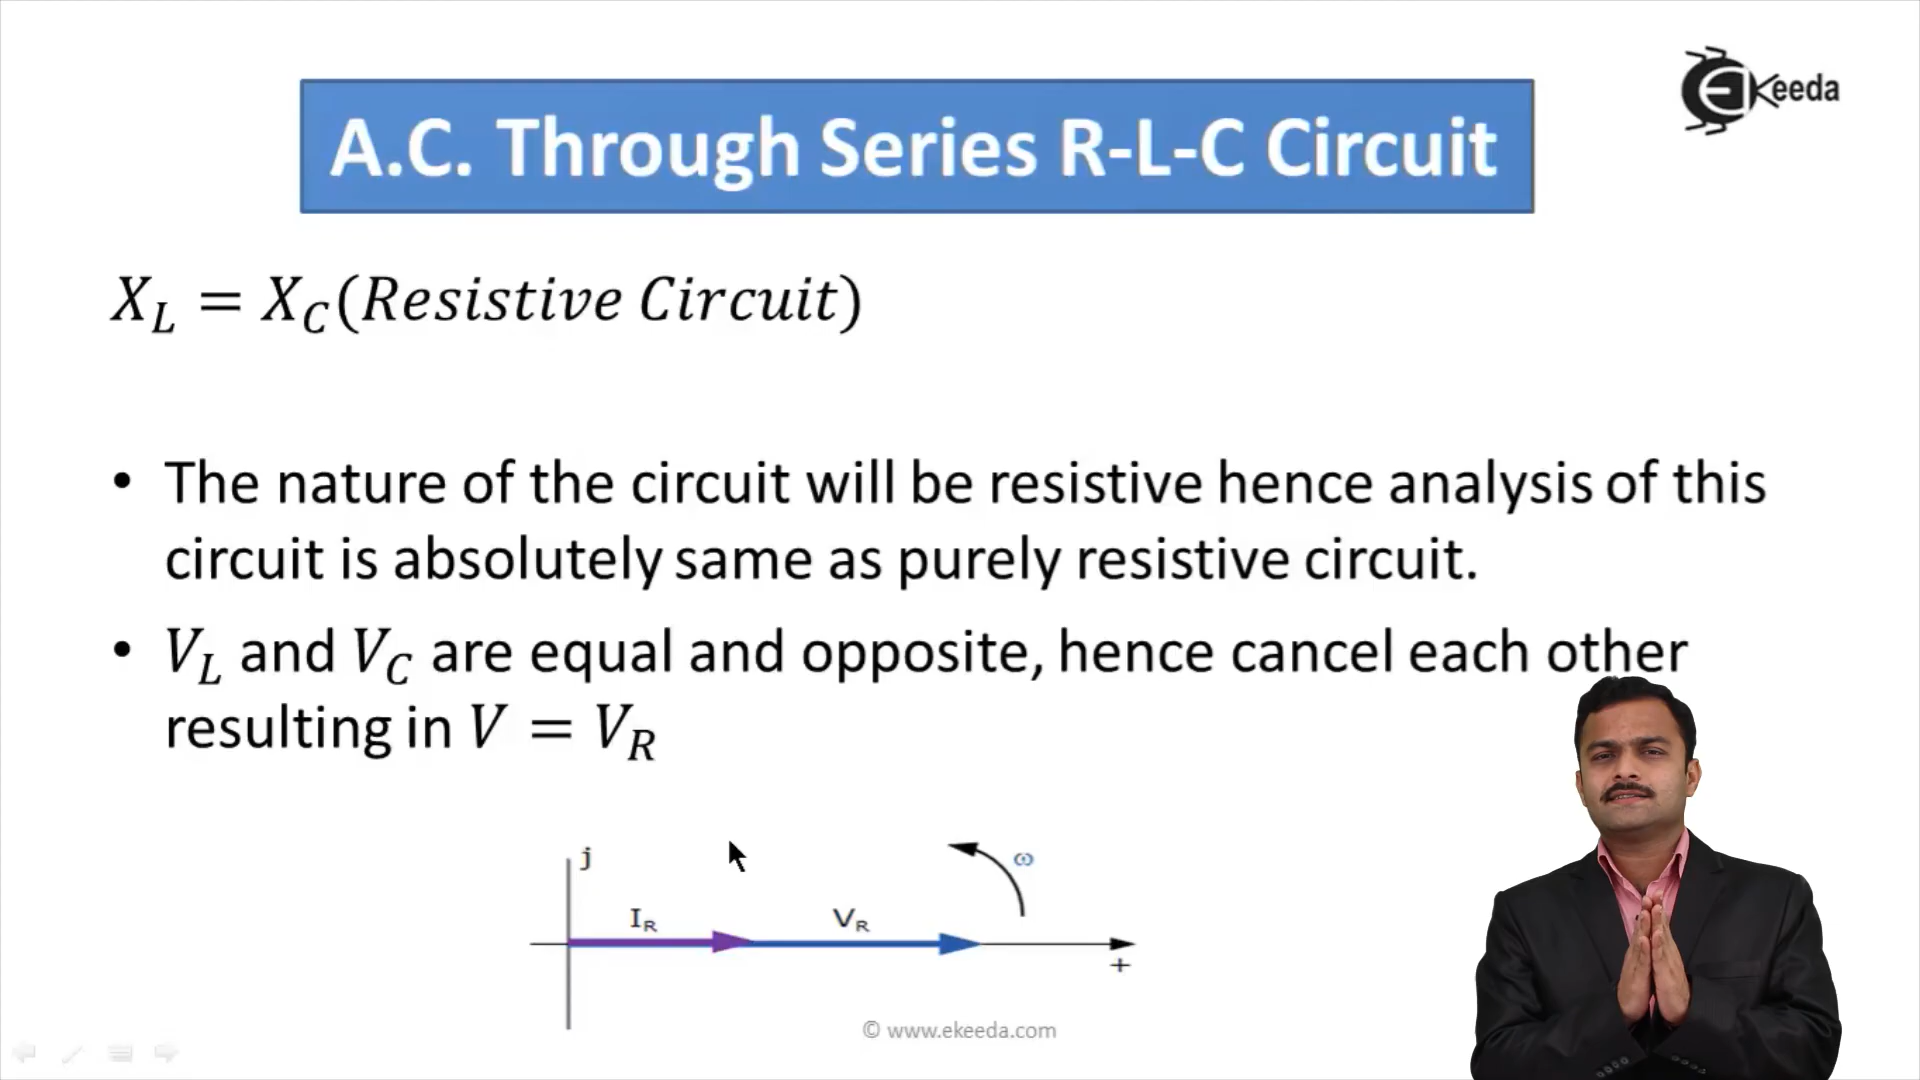 Ekeeda
A.C. Through Series R-L-C Circuit
X_L = X_C(Resistive Circuit)
• The nature of the circuit will be resistive hence analysis of this
circuit is absolutely same as purely resistive circuit.
• V_L and V_C are equal and opposite, hence cancel each other
resulting in V = V_R
j
ω
I_R
V_R
+
© www.ekeeda.com